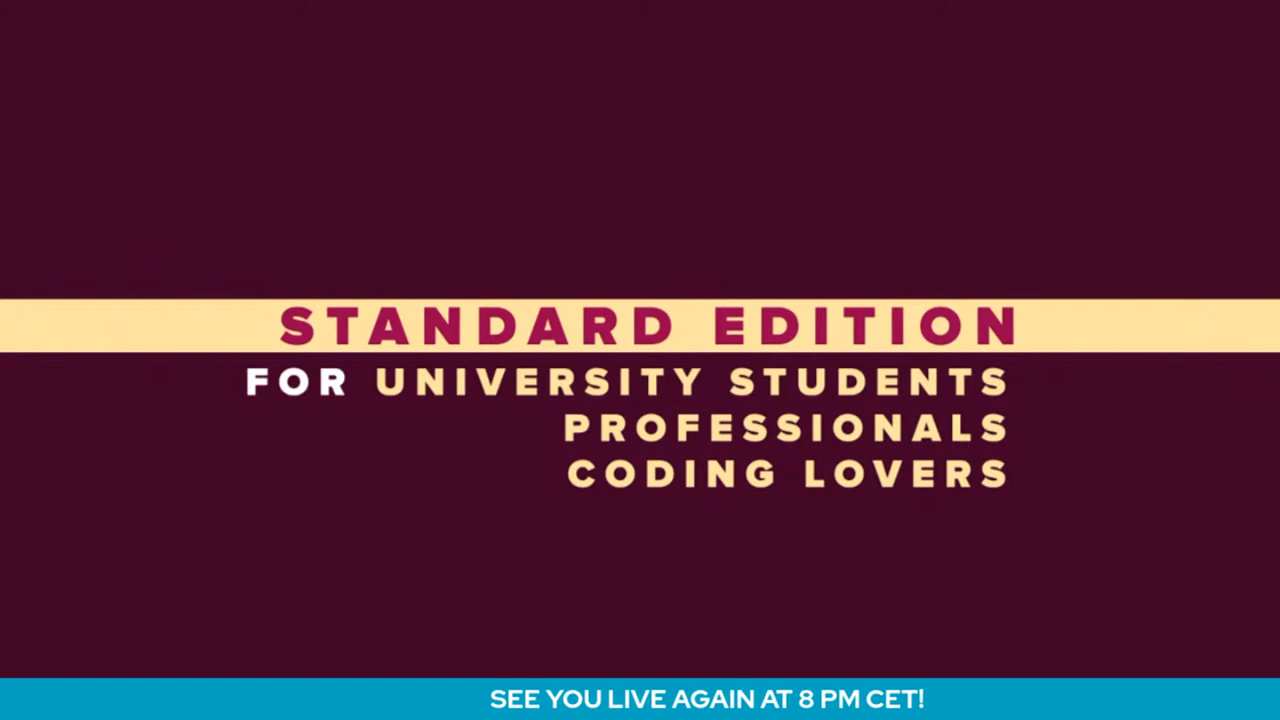 STANDARD EDITION
FOR UNIVERSITY STUDENTS
PROFESSIONALS
CODING LOVERS
SEE YOU LIVE AGAIN AT 8 PM CET!